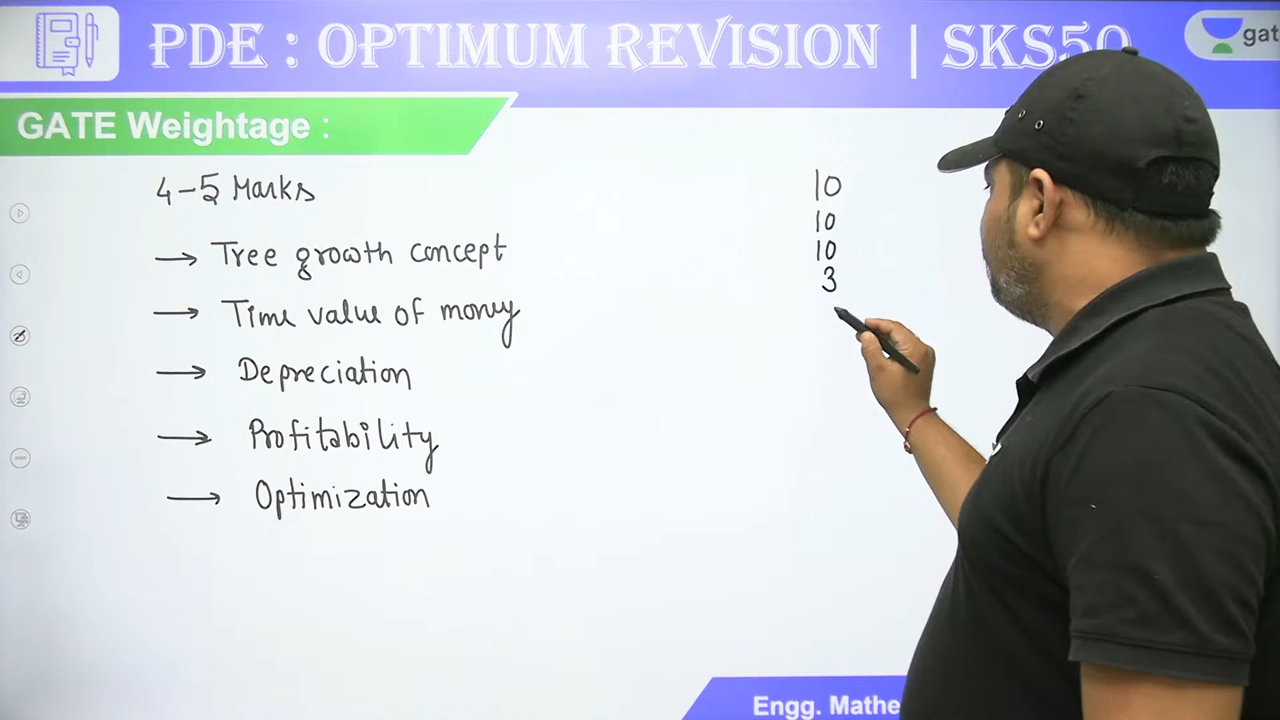 PDE : OPTIMUM REVISION | SKS50
gat
GATE Weightage :
4-5 Marks
→ Tree growth concept
→ Time value of money
→ Depreciation
→ Profitability
→ Optimization
10
10
10
3
Engg. Mathe